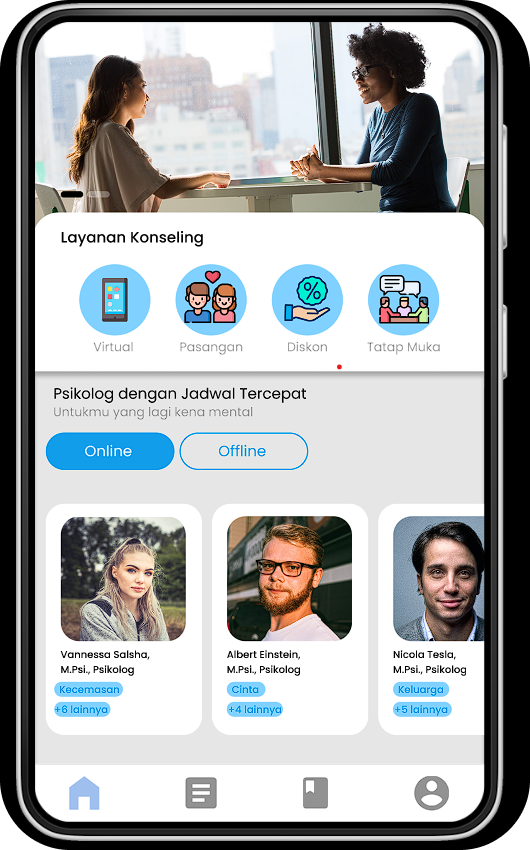 Layanan Konseling
Virtual
Pasangan
Diskon
Tatap Muka
Psikolog dengan Jadwal Tercepat
Untukmu yang lagi kena mental
Online
Offline
Vannessa Salsha,
M.Psi., Psikolog
Kecemasan
+6 lainnya
Albert Einstein,
M.Psi., Psikolog
Cinta
+4 lainnya
Nicola Tesla,
M.Psi., Psikolog
Keluarga
+5 lainnya